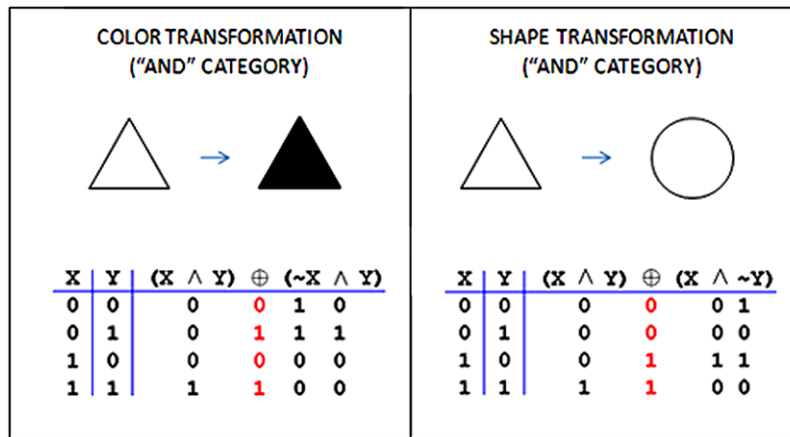 COLOR TRANSFORMATION
("AND" CATEGORY)
X Y (X ∧ Y) ⊕ (~X ∧ Y)
0 0 0 0 1 0
0 1 0 1 1 1
1 0 0 0 0 0
1 1 1 1 0 0
SHAPE TRANSFORMATION
("AND" CATEGORY)
X Y (X ∧ Y) ⊕ (X ∧ ~Y)
0 0 0 0 0 1
0 1 0 0 0 0
1 0 0 1 1 1
1 1 1 1 0 0